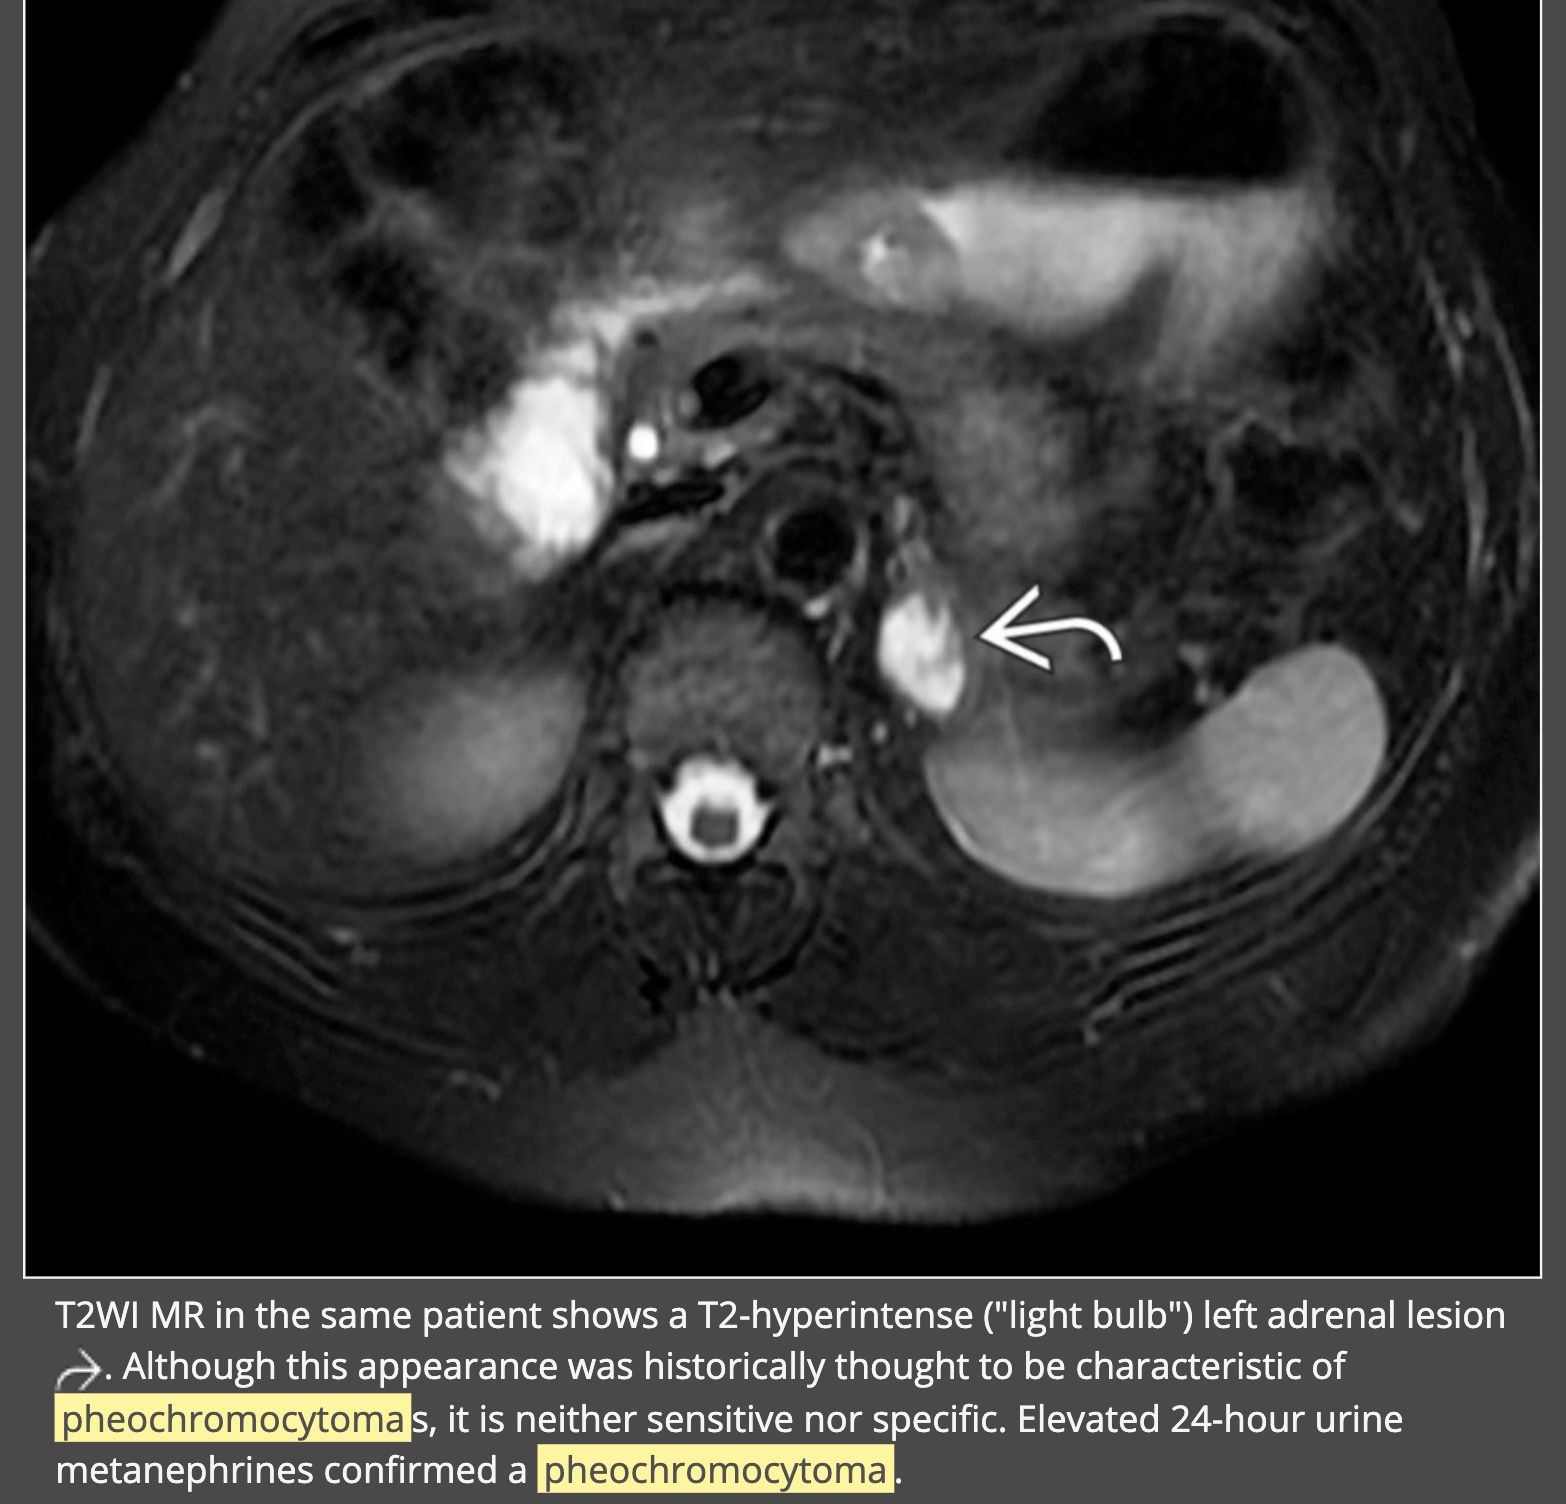 T2WI MR in the same patient shows a T2-hyperintense ("light bulb") left adrenal lesion
. Although this appearance was historically thought to be characteristic of
pheochromocytomas, it is neither sensitive nor specific. Elevated 24-hour urine
metanephrines confirmed a pheochromocytoma.